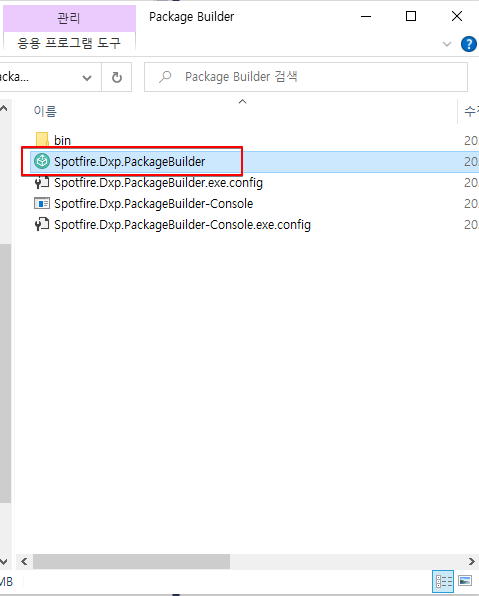 관리
Package Builder
응용 프로그램 도구
?
acka...
Package Builder 검색
이름
수정
bin
20
Spotfire.Dxp.PackageBuilder
20
Spotfire.Dxp.PackageBuilder.exe.config
20
Spotfire.Dxp.PackageBuilder-Console
20
Spotfire.Dxp.PackageBuilder-Console.exe.config
20
MB